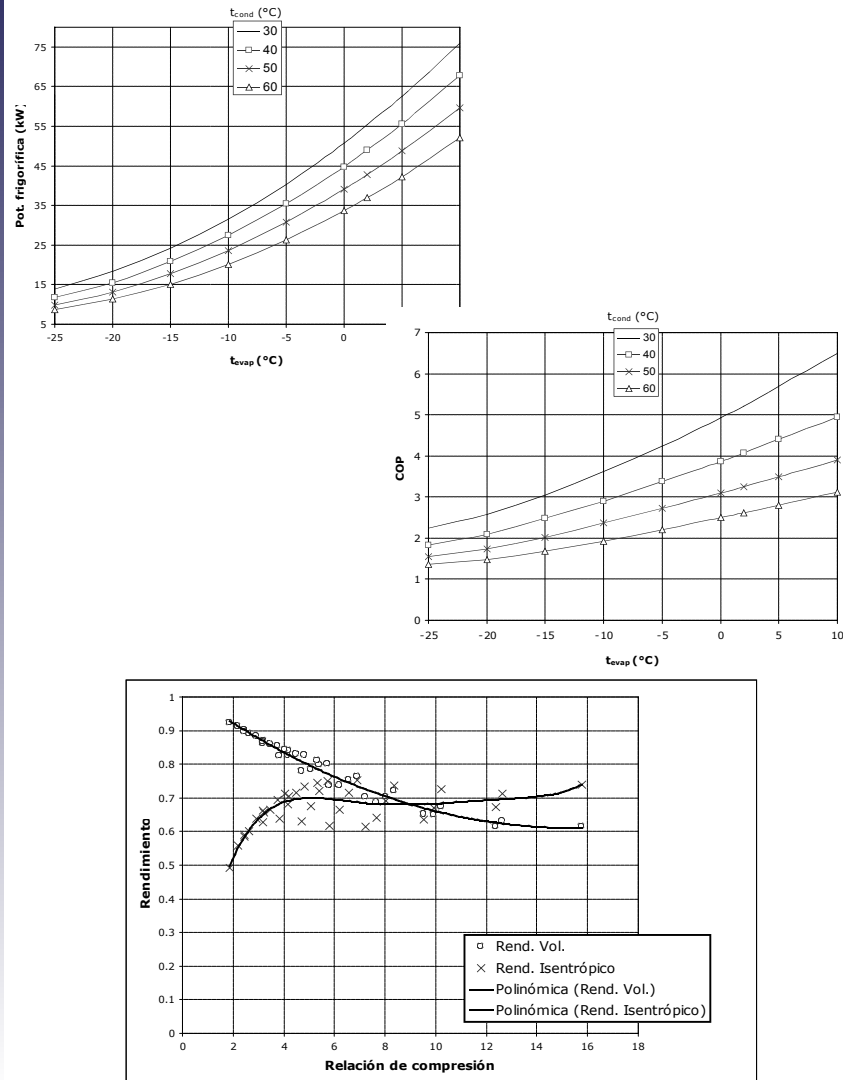 t_cond (°C)
30
40
50
60
Pot. frigorífica (kW)
75
65
55
45
35
25
15
5
-25 -20 -15 -10 -5 0
t_evap (°C)
t_cond (°C)
30
40
50
60
COP
7
6
5
4
3
2
1
0
-25 -20 -15 -10 -5 0 5 10
t_evap (°C)
Rendimiento
1
0.9
0.8
0.7
0.6
0.5
0.4
0.3
0.2
0.1
0
Rend. Vol.
Rend. Isentrópico
Polinómica (Rend. Vol.)
Polinómica (Rend. Isentrópico)
0 2 4 6 8 10 12 14 16 18
Relación de compresión